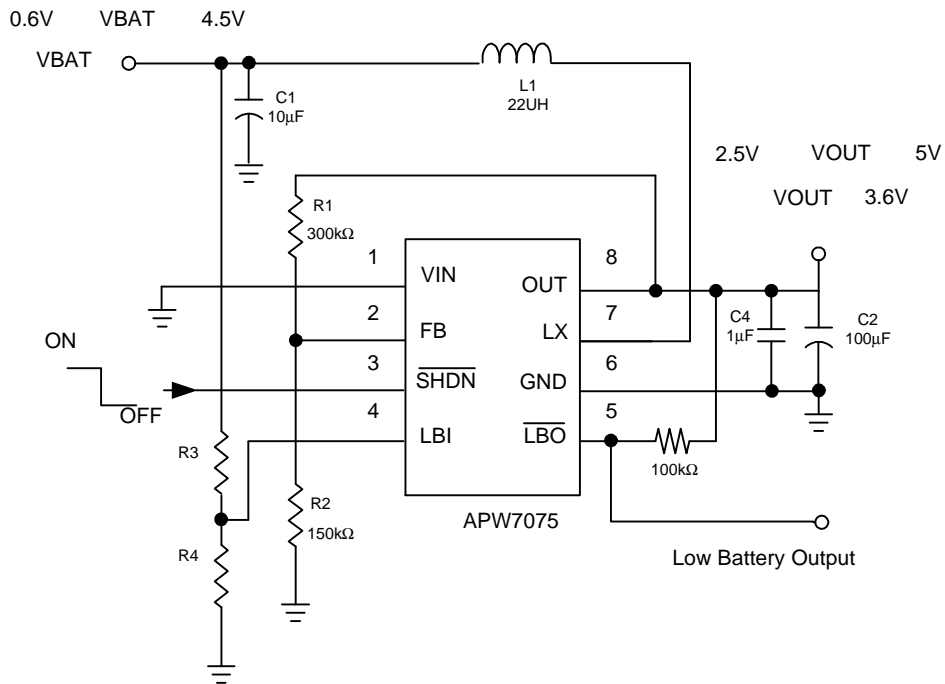 0.6V VBAT 4.5V
VBAT
L1
22UH
C1
10μF
2.5V VOUT 5V
VOUT 3.6V
R1
300kΩ
1
VIN
8
OUT
2
FB
7
LX
C4
1μF
C2
100μF
ON
OFF
3
SHDN
6
GND
4
LBI
5
LBO
R3
100kΩ
R2
150kΩ
APW7075
R4
Low Battery Output